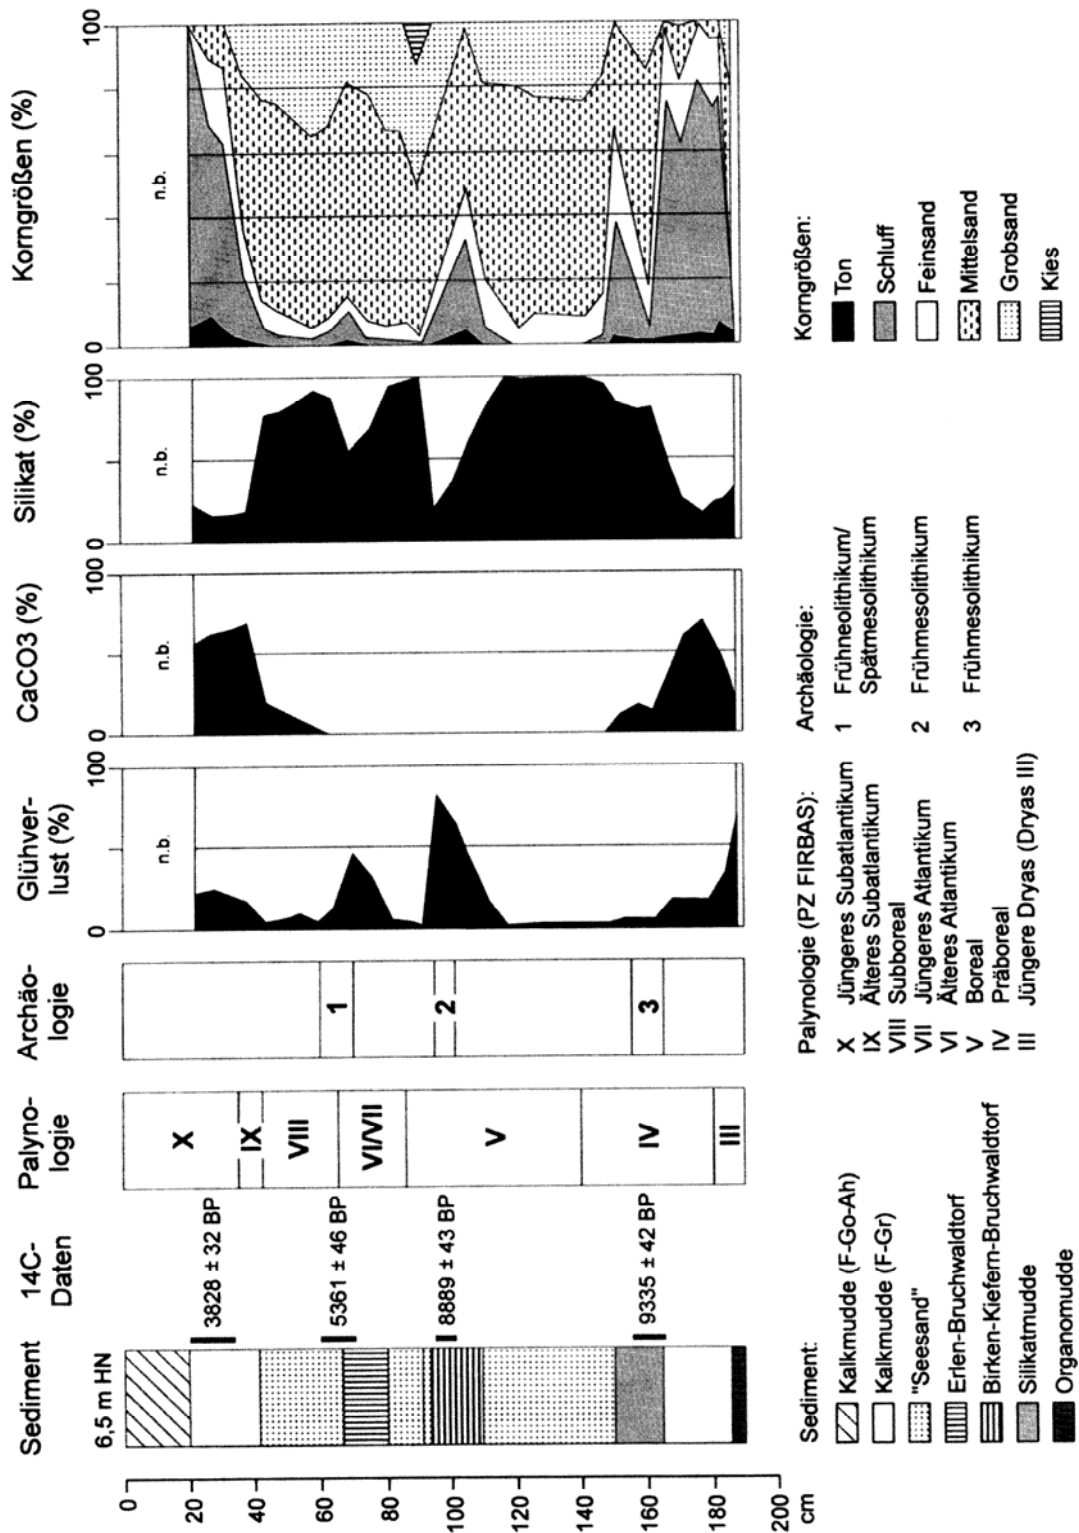 Sediment
14C-
Daten
Palyno-
logie
Archäo-
logie
Glühver-
lust (%)
CaCO3 (%)
Silikat (%)
Korngrößen (%)
6,5 m HN
0
20
40
60
80
100
120
140
160
200
cm
3828 ± 32 BP
5361 ± 46 BP
8889 ± 43 BP
9335 ± 42 BP
X
IX
VIII
VI/VII
V
IV
III
1
2
3
0
100
n.b.
0
100
n.b.
0
100
n.b.
0
100
n.b.
Sediment:
Kalkmudde (F-Go-Ah)
Kalkmudde (F-Gr)
"Seesand"
Erlen-Bruchwaldtorf
Birken-Kiefern-Bruchwaldtorf
Silikatmudde
Organomudde
Palynologie (PZ FIRBAS):
X Jüngeres Subatlantikum
IX Älteres Subatlantikum
VIII Subboreal
VII Jüngeres Atlantikum
VI Älteres Atlantikum
V Boreal
IV Präboreal
III Jüngere Dryas (Dryas III)
Archäologie:
1 Frühneolithikum/
Spätmesolithikum
2 Frühmesolithikum
3 Frühmesolithikum
Korngrößen:
Ton
Schluff
Feinsand
Mittelsand
Grobsand
Kies